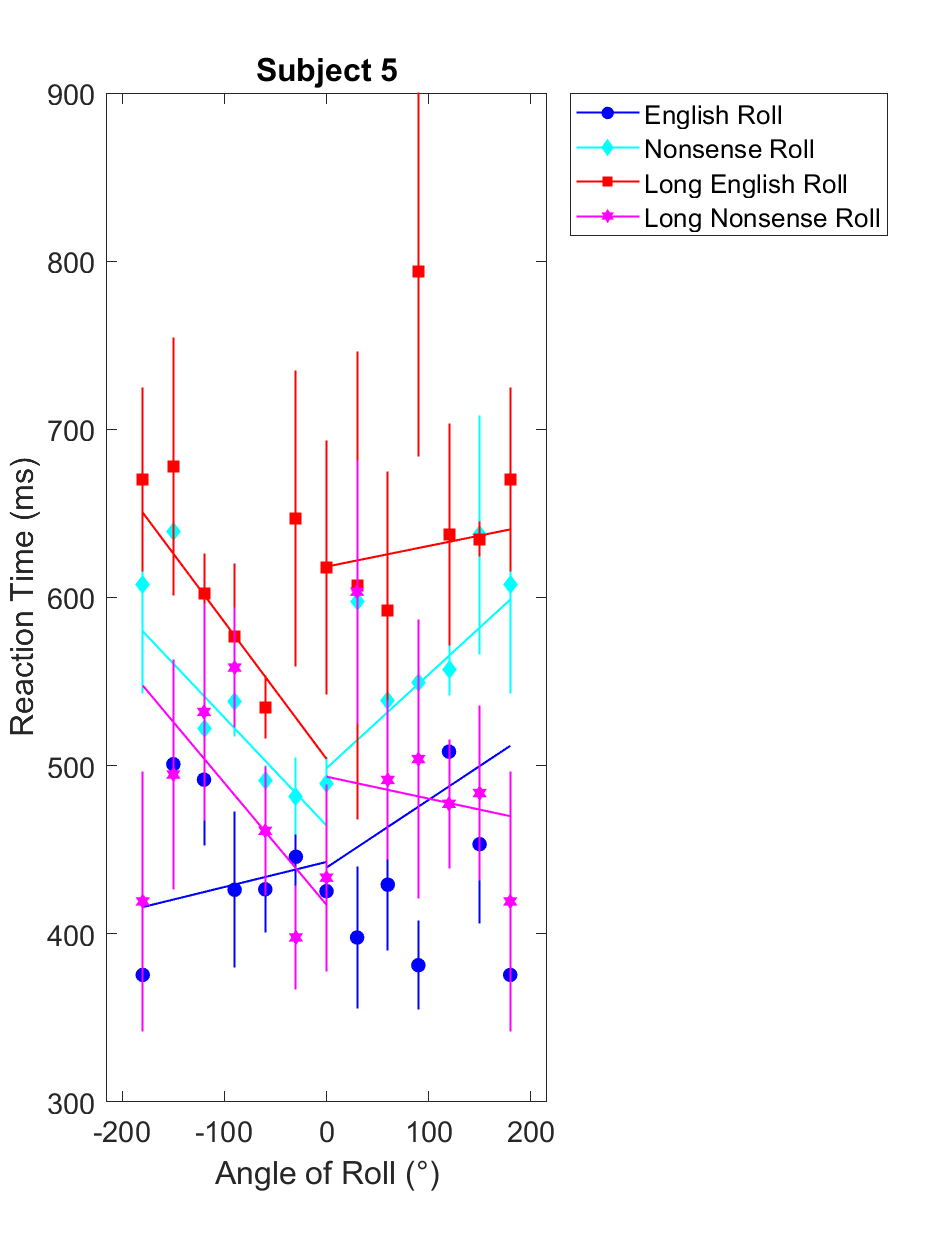 Subject 5
900
800
700
600
500
400
300
Reaction Time (ms)
-200 -100 0 100 200
Angle of Roll (°)
English Roll
Nonsense Roll
Long English Roll
Long Nonsense Roll